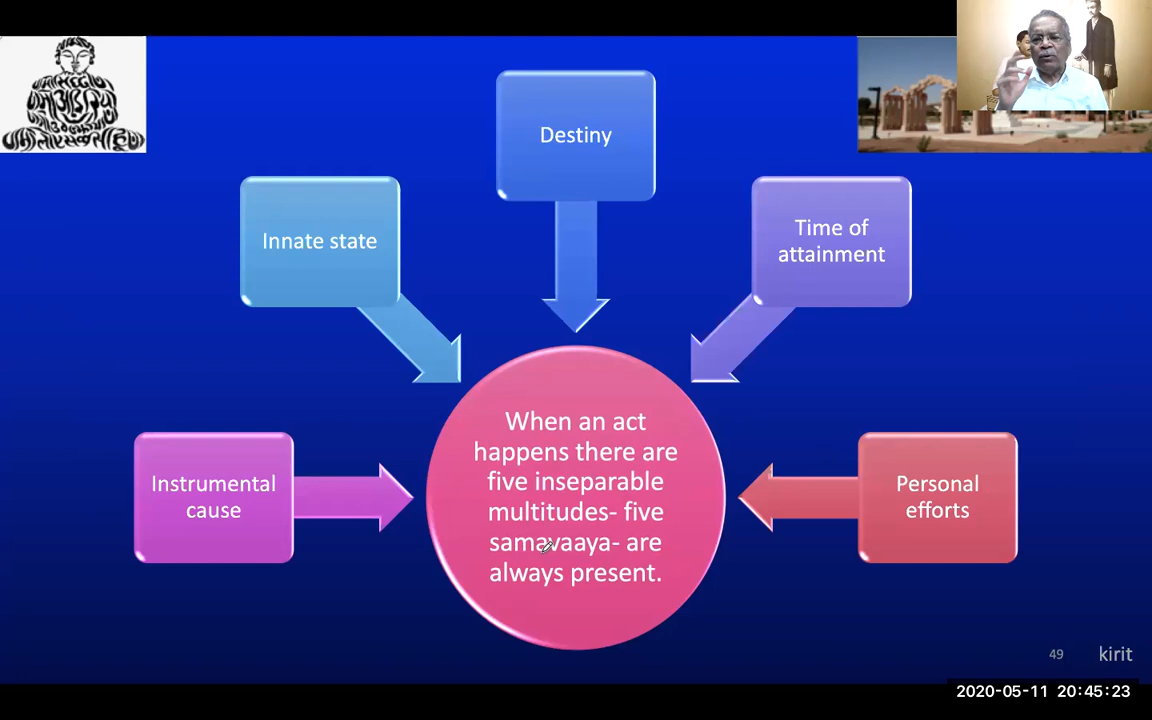 Destiny
Innate state
Time of
attainment
When an act
happens there are
five inseparable
multitudes- five
samavaaya- are
always present.
Instrumental
cause
Personal
efforts
49
kirit
2020-05-11 20:45:23